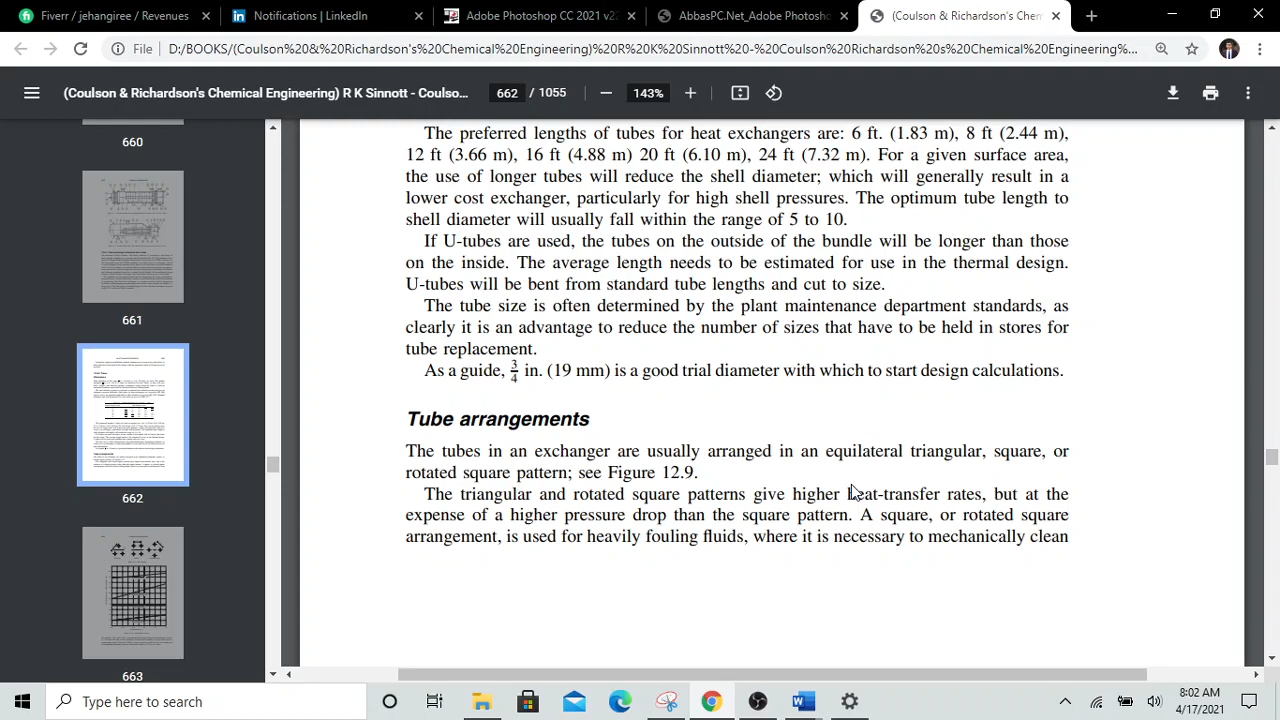 Fiverr / jehangiree / Revenues
Notifications | LinkedIn
Adobe Photoshop CC 2021 v22
AbbasPC.Net_Adobe Photosh
(Coulson & Richardson's Chem
File
D:/BOOKS/(Coulson%20&%20Richardson's%20Chemical%20Engineering)%20R%20K%20Sinnott%20-%20Coulson%20Richardson%20s%20Chemical%20Engineering%...
(Coulson & Richardson's Chemical Engineering) R K Sinnott - Coulso...
662 / 1055
143%
660
661
662
663
The preferred lengths of tubes for heat exchangers are: 6 ft. (1.83 m), 8 ft (2.44 m),
12 ft (3.66 m), 16 ft (4.88 m) 20 ft (6.10 m), 24 ft (7.32 m). For a given surface area,
the use of longer tubes will reduce the shell diameter; which will generally result in a
lower cost exchanger, particularly for high shell pressures. The optimum tube length to
shell diameter will usually fall within the range of 5 to 10.
If U-tubes are used, the tubes on the outside of the bundle will be longer than those
on the inside. The average length needs to be estimated for use in the thermal design.
U-tubes will be bent from standard tube lengths and cut to size.
The tube size is often determined by the plant maintenance department standards, as
clearly it is an advantage to reduce the number of sizes that have to be held in stores for
tube replacement.
As a guide, 3/4 in. (19 mm) is a good trial diameter with which to start design calculations.
Tube arrangements
The tubes in an exchanger are usually arranged in an equilateral triangular, square, or
rotated square pattern; see Figure 12.9.
The triangular and rotated square patterns give higher heat-transfer rates, but at the
expense of a higher pressure drop than the square pattern. A square, or rotated square
arrangement, is used for heavily fouling fluids, where it is necessary to mechanically clean
Type here to search
8:02 AM
4/17/2021